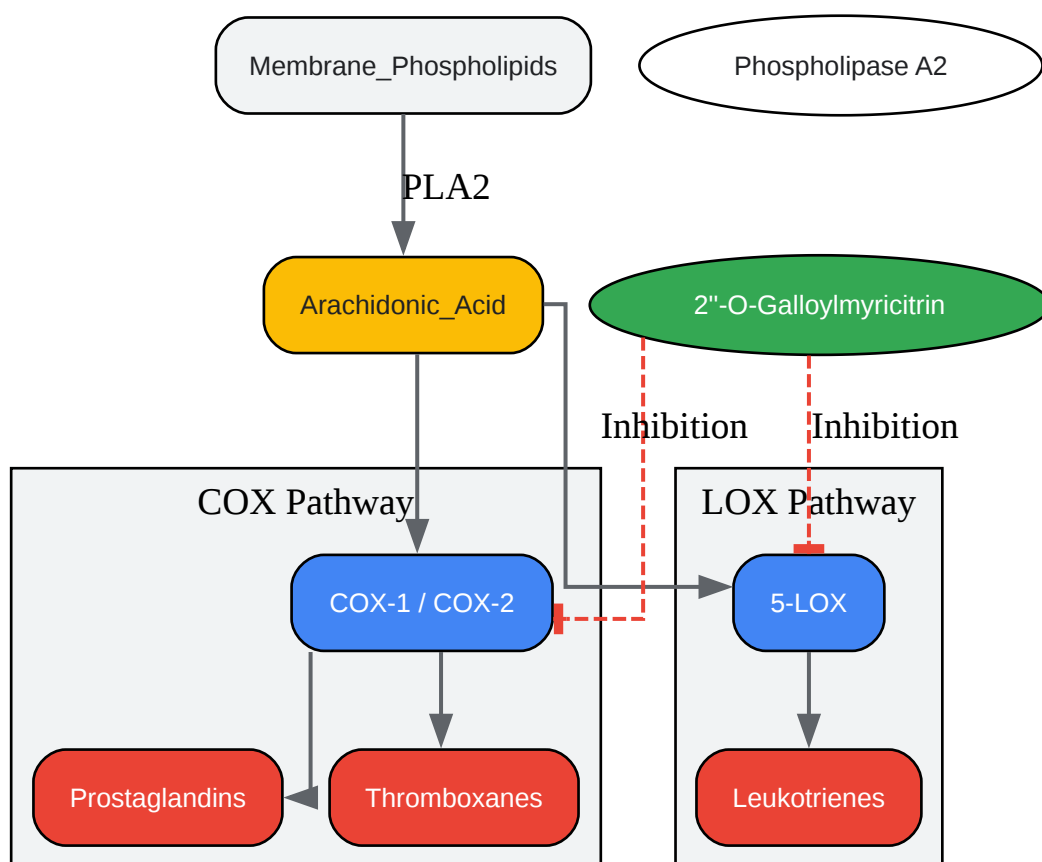 Membrane_Phospholipids
Phospholipase A2
PLA2
Arachidonic_Acid
2"-O-Galloylmyricitrin
Inhibition
Inhibition
COX Pathway
LOX Pathway
COX-1 / COX-2
5-LOX
Prostaglandins
Thromboxanes
Leukotrienes